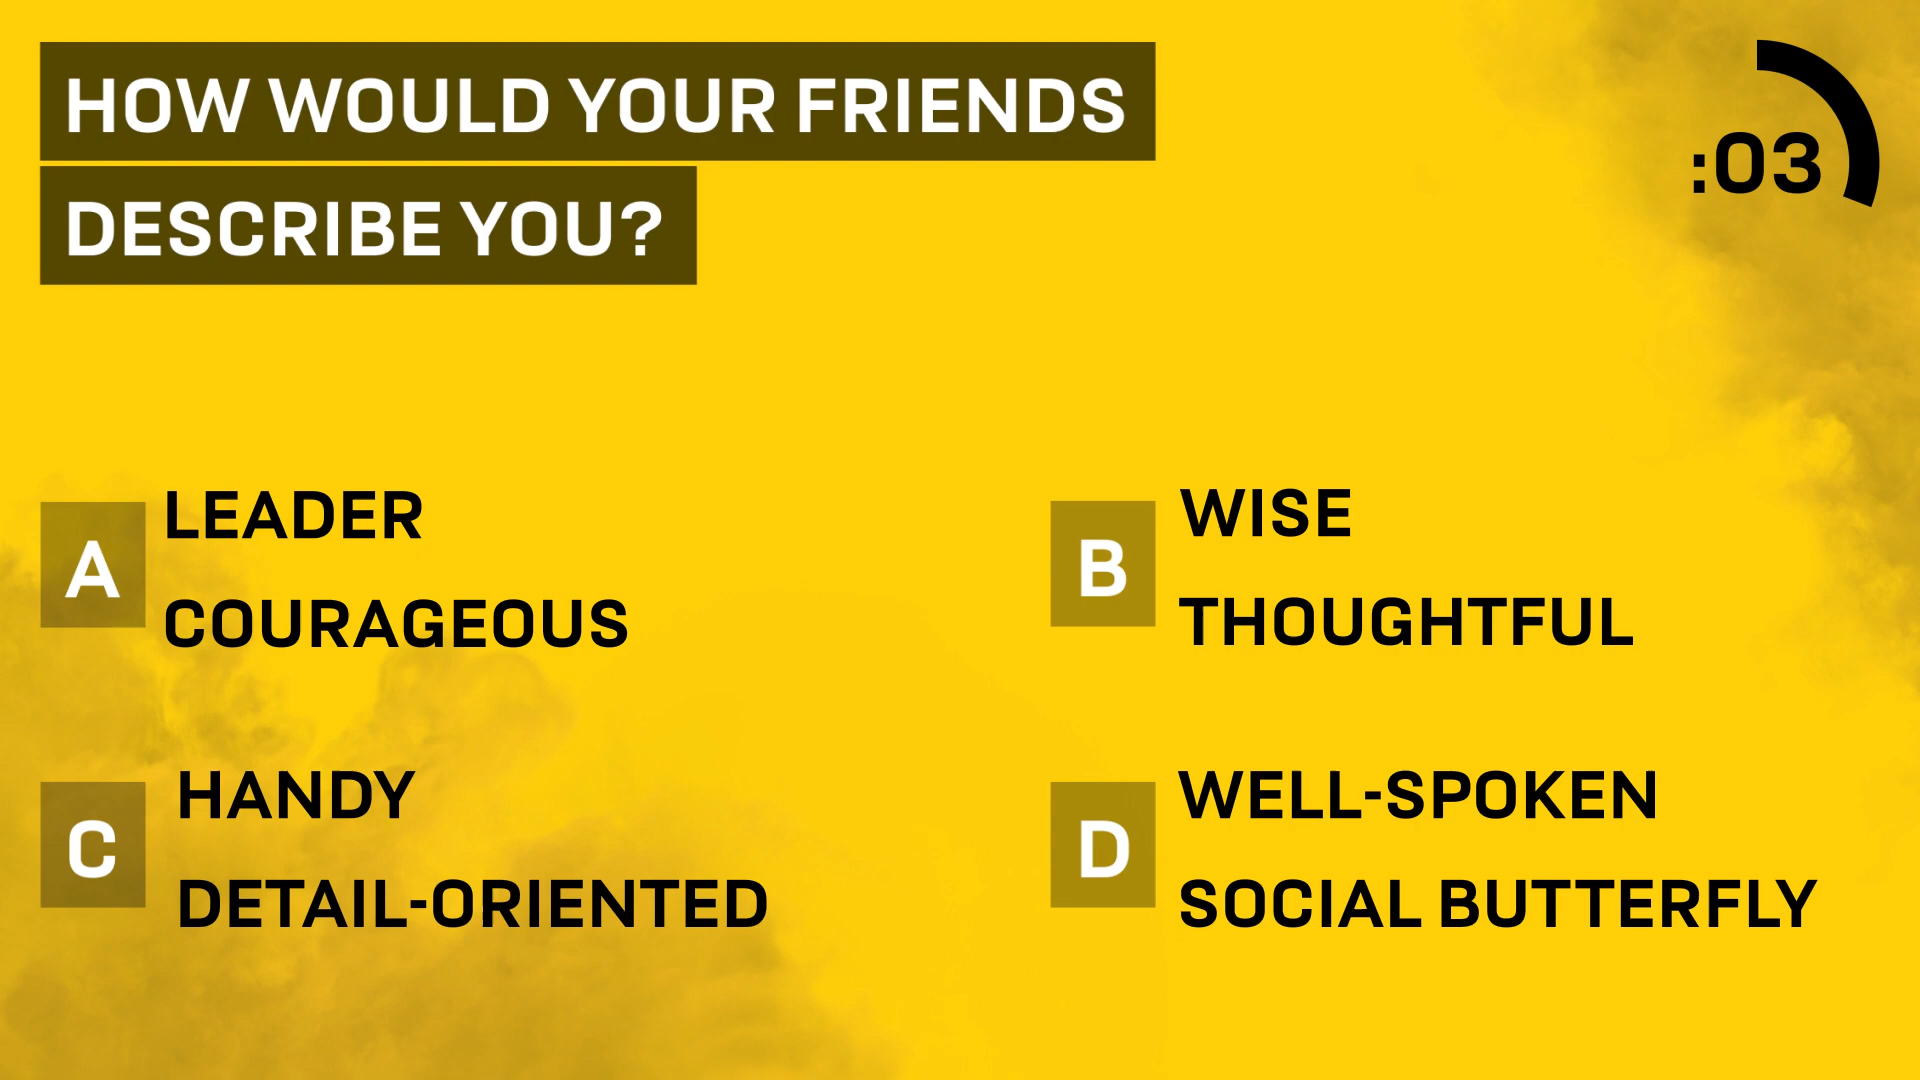 HOW WOULD YOUR FRIENDS
DESCRIBE YOU?
:03
A
LEADER
COURAGEOUS
B
WISE
THOUGHTFUL
C
HANDY
DETAIL-ORIENTED
D
WELL-SPOKEN
SOCIAL BUTTERFLY